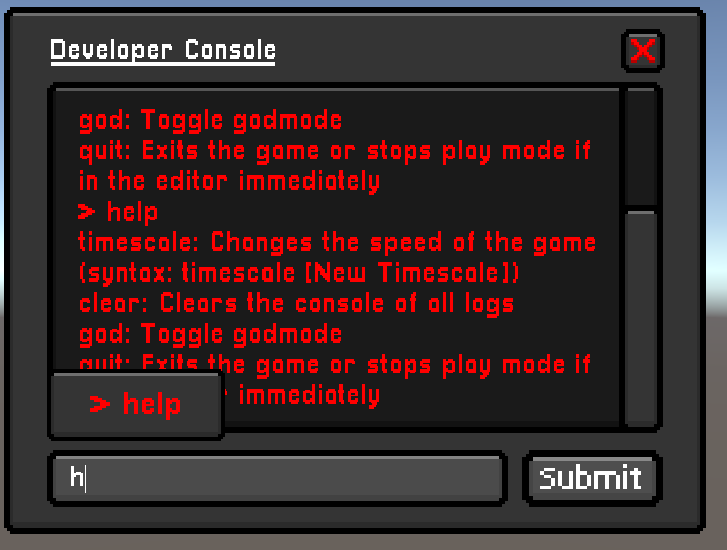 Developer Console
X
god: Toggle godmode
quit: Exits the game or stops play mode if
in the editor immediately
> help
timescale: Changes the speed of the game
(syntax: timescale [New Timescale])
clear: Clears the console of all logs
god: Toggle godmode
quit: Exits the game or stops play mode if
immediately
> help
h
Submit